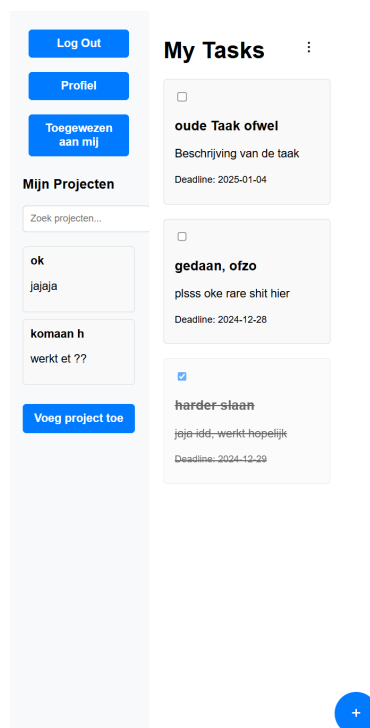 Log Out
Profiel
Toegewezen
aan mij
Mijn Projecten
Zoek projecten...
ok
jajaja
komaan h
werkt et ??
Voeg project toe
My Tasks
oude Taak ofwel
Beschrijving van de taak
Deadline: 2025-01-04
gedaan, ofzo
plsss oke rare shit hier
Deadline: 2024-12-28
harder slaan
jaja idd, werkt hopelijk
Deadline: 2024-12-29
+